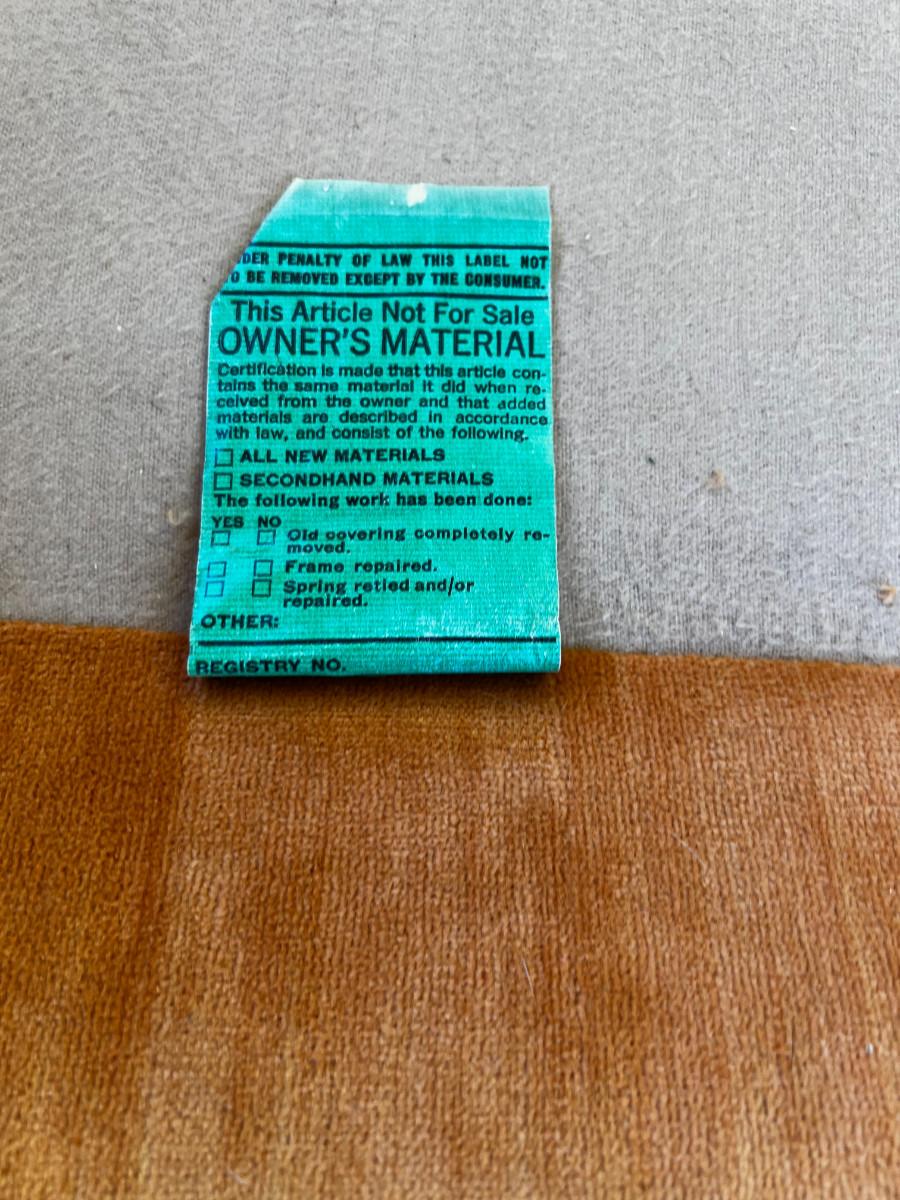 DER PENALTY OF LAW THIS LABEL NOT
O BE REMOVED EXCEPT BY THE CONSUMER.
This Article Not For Sale
OWNER'S MATERIAL
Certification is made that this article con-
tains the same material it did when re-
ceived from the owner and that added
materials are described in accordance
with law, and consist of the following.
ALL NEW MATERIALS
SECONDHAND MATERIALS
The following work has been done:
YES NO
Old covering completely re-
moved.
Frame repaired.
Spring retied and/or
repaired.
OTHER:
REGISTRY NO.